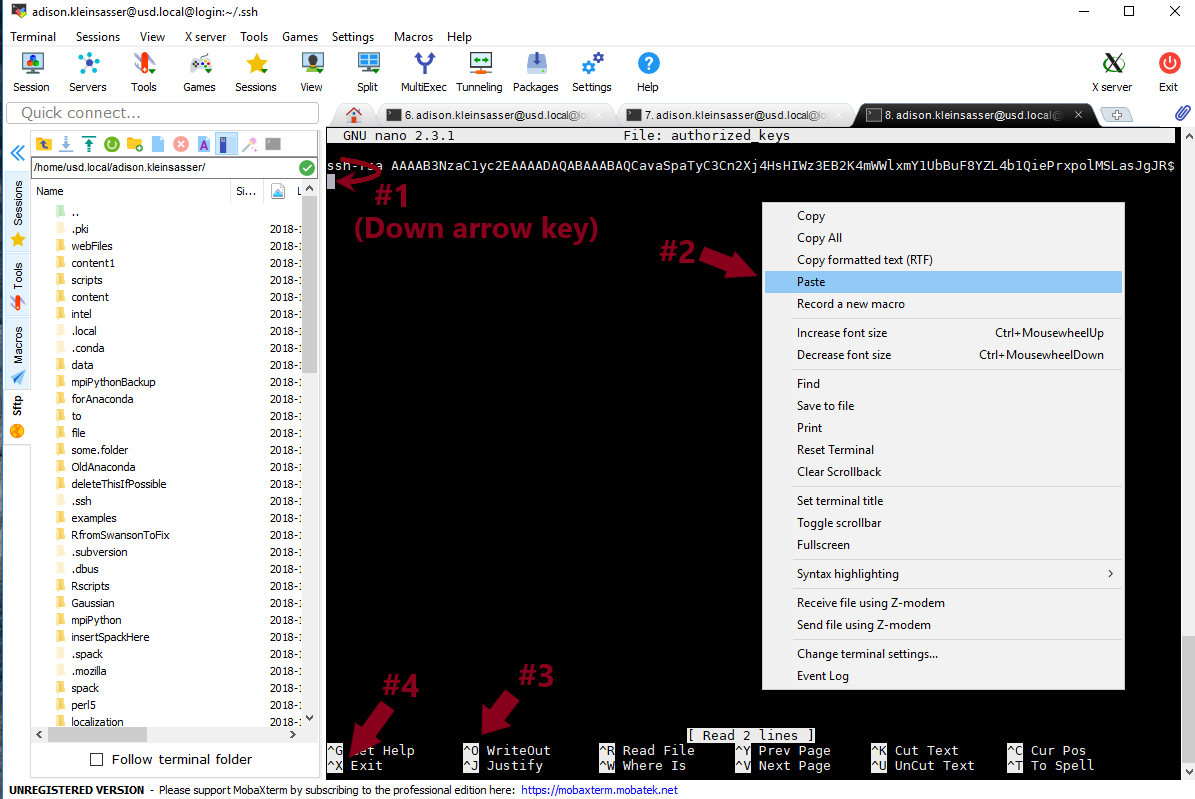 adison.kleinsasser@usd.local@login:~/.ssh
Terminal Sessions View X server Tools Games Settings Macros Help
Session Servers Tools Games Sessions View Split MultiExec Tunneling Packages Settings Help X server Exit
Quick connect...
6. adison.kleinsasser@usd.local@lo
7. adison.kleinsasser@usd.local@lo
8. adison.kleinsasser@usd.local@
/home/usd.local/adison.kleinsasser/
Name Si... L
..
.pki 2018-1
webFiles 2018-1
content1 2018-1
scripts 2018-1
content 2018-1
intel 2018-1
.local 2018-1
.conda 2018-1
data 2018-1
mpiPythonBackup 2018-1
forAnaconda 2018-1
to 2018-1
file 2018-1
some.folder 2018-1
OldAnaconda 2018-1
deleteThisIfPossible 2018-1
.ssh 2018-1
examples 2018-1
RfromSwansonToFix 2018-1
.subversion 2018-1
.dbus 2018-1
Rscripts 2018-1
Gaussian 2018-1
mpiPython 2018-1
insertSpackHere 2018-1
.spack 2018-1
.mozilla 2018-1
spack 2018-1
perl5 2018-1
localization 2018-1
Follow terminal folder
Sessions
Tools
Macros
Sftp
GNU nano 2.3.1 File: authorized_keys
ssh-rsa AAAAB3NzaC1yc2EAAAADAQABAAABAQCavaSpaTyC3Cn2Xj4HsHIWz3EB2K4mWWlxmY1UbBuF8YZL4b1QiePrxpolMSLasJgJR$
#1
(Down arrow key)
#2
Copy
Copy All
Copy formatted text (RTF)
Paste
Record a new macro
Increase font size Ctrl+MousewheelUp
Decrease font size Ctrl+MousewheelDown
Find
Save to file
Print
Reset Terminal
Clear Scrollback
Set terminal title
Toggle scrollbar
Fullscreen
Syntax highlighting
Receive file using Z-modem
Send file using Z-modem
Change terminal settings...
Event Log
#3
#4
[ Read 2 lines ]
^G Get Help ^O WriteOut ^R Read File ^Y Prev Page ^K Cut Text ^C Cur Pos
^X Exit ^J Justify ^W Where Is ^V Next Page ^U UnCut Text ^T To Spell
UNREGISTERED VERSION - Please support MobaXterm by subscribing to the professional edition here: https://mobaxterm.mobatek.net